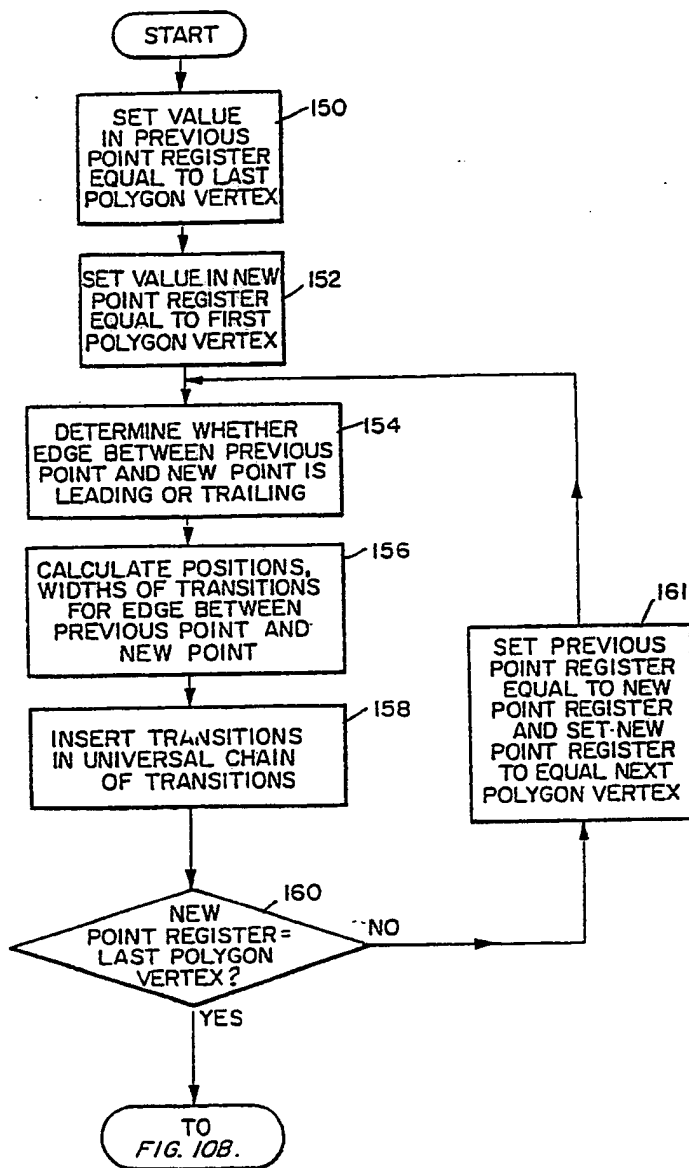 START
SET VALUE
IN PREVIOUS
POINT REGISTER
EQUAL TO LAST
POLYGON VERTEX
150
SET VALUE IN NEW
POINT REGISTER
EQUAL TO FIRST
POLYGON VERTEX
152
DETERMINE WHETHER
EDGE BETWEEN PREVIOUS
POINT AND NEW POINT IS
LEADING OR TRAILING
154
CALCULATE POSITIONS,
WIDTHS OF TRANSITIONS
FOR EDGE BETWEEN
PREVIOUS POINT AND
NEW POINT
156
INSERT TRANSITIONS
IN UNIVERSAL CHAIN
OF TRANSITIONS
158
NEW
POINT REGISTER=
LAST POLYGON
VERTEX?
160
NO
YES
161
SET PREVIOUS
POINT REGISTER
EQUAL TO NEW
POINT REGISTER
AND SET-NEW
POINT REGISTER
TO EQUAL NEXT
POLYGON VERTEX
TO
FIG. 10B.